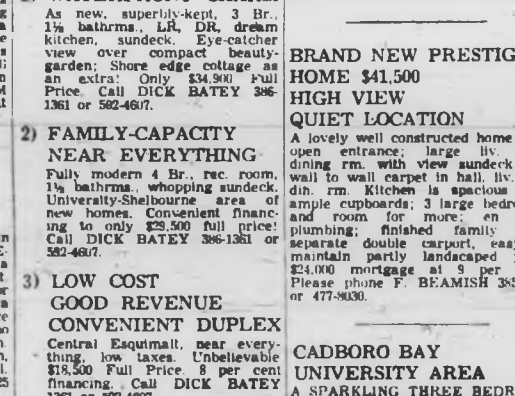 As new, superbly-kept, 3 Br.,
1½ bathrms., LR, DR, dream
kitchen, sundeck. Eye-catcher
view over compact beauty-
garden; Shore edge cottage as
an extra! Only $34,900 Full
Price. Call DICK BATEY 386-
1361 or 592-4607.
2) FAMILY-CAPACITY
NEAR EVERYTHING
Fully modern 4 Br., rec. room,
1½ bathrms., whopping sundeck.
University-Shelbourne area of
new homes. Convenient financ-
ing to only $29,500 full price!
Call DICK BATEY 386-1361 or
592-4607.
3) LOW COST
GOOD REVENUE
CONVENIENT DUPLEX
Central Esquimalt, near every-
thing, low taxes. Unbelievable
$18,500 Full Price. 8 per cent
financing. Call DICK BATEY
1361 or 592-4607
BRAND NEW PRESTIG
HOME $41,500
HIGH VIEW
QUIET LOCATION
A lovely well constructed home
open entrance; large liv.
dining rm. with view sundeck
wall to wall carpet in hall, liv.
din. rm. Kitchen is spacious
ample cupboards; 3 large bedr
and room for more; en
plumbing; finished family
separate double carport, eas
maintain partly landscaped
$24,000 mortgage at 9 per
Please phone F. BEAMISH 385
or 477-8030.
CADBORO BAY
UNIVERSITY AREA
A SPARKLING THREE BEDR